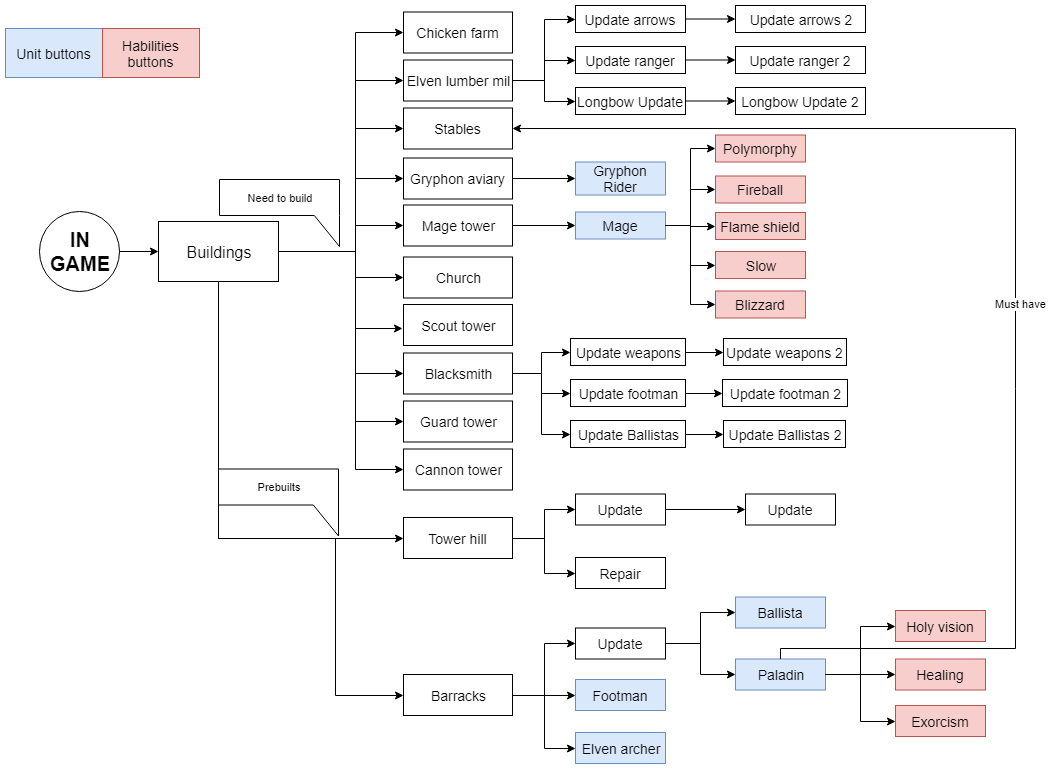 Unit buttons
Habilities
buttons
IN
GAME
Buildings
Need to build
Prebuilts
Chicken farm
Elven lumber mil
Stables
Gryphon aviary
Mage tower
Church
Scout tower
Blacksmith
Guard tower
Cannon tower
Tower hill
Barracks
Update arrows
Update arrows 2
Update ranger
Update ranger 2
Longbow Update
Longbow Update 2
Gryphon
Rider
Mage
Polymorphy
Fireball
Flame shield
Slow
Blizzard
Must have
Update weapons
Update weapons 2
Update footman
Update footman 2
Update Ballistas
Update Ballistas 2
Update
Update
Repair
Update
Footman
Elven archer
Ballista
Paladin
Holy vision
Healing
Exorcism